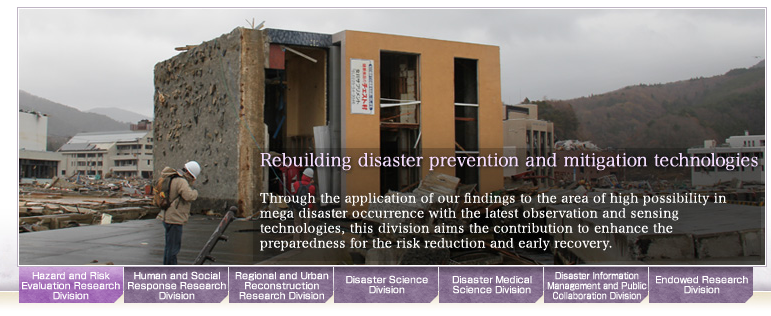 Rebuilding disaster prevention and mitigation technologies
Through the application of our findings to the area of high possibility in
mega disaster occurrence with the latest observation and sensing
technologies, this division aims the contribution to enhance the
preparedness for the risk reduction and early recovery.
Hazard and Risk
Evaluation Research
Division
Human and Social
Response Research
Division
Regional and Urban
Reconstruction
Research Division
Disaster Science
Division
Disaster Medical
Science Division
Disaster Information
Management and Public
Collaboration Division
Endowed Research
Division